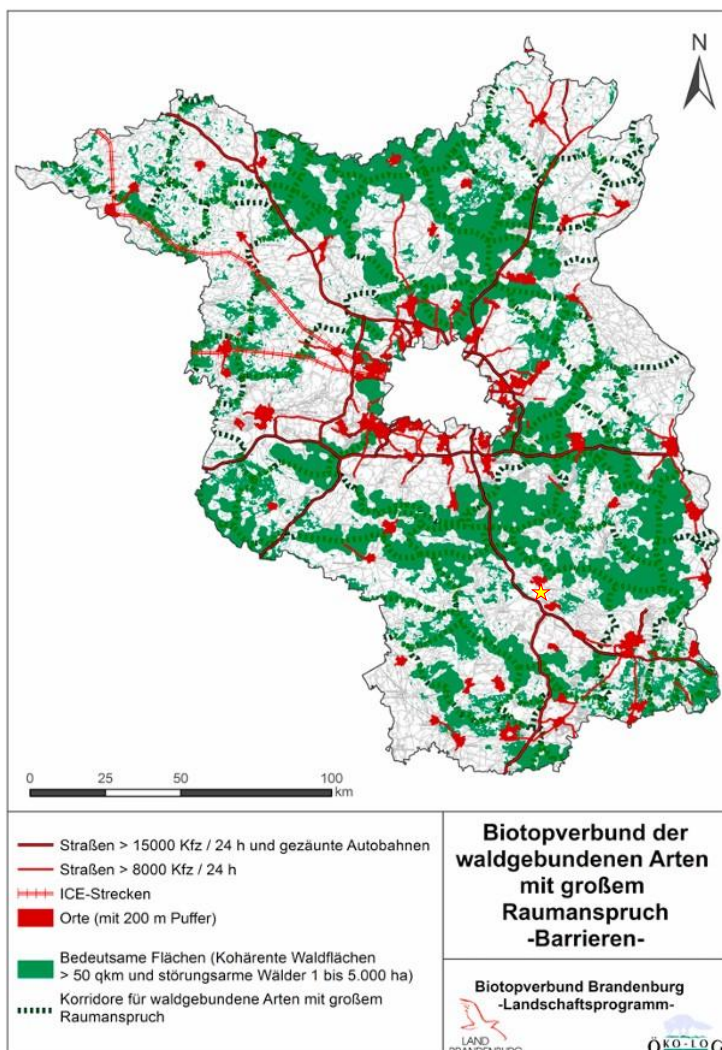 N
0 25 50 100
km
Straßen > 15000 Kfz / 24 h und gezäunte Autobahnen
Straßen > 8000 Kfz / 24 h
ICE-Strecken
Orte (mit 200 m Puffer)
Bedeutsame Flächen (Kohärente Waldflächen
> 50 qkm und störungsarme Wälder 1 bis 5.000 ha)
Korridore für waldgebundene Arten mit großem
Raumanspruch
Biotopverbund der
waldgebundenen Arten
mit großem
Raumanspruch
-Barrieren-
Biotopverbund Brandenburg
-Landschaftsprogramm-
LAND